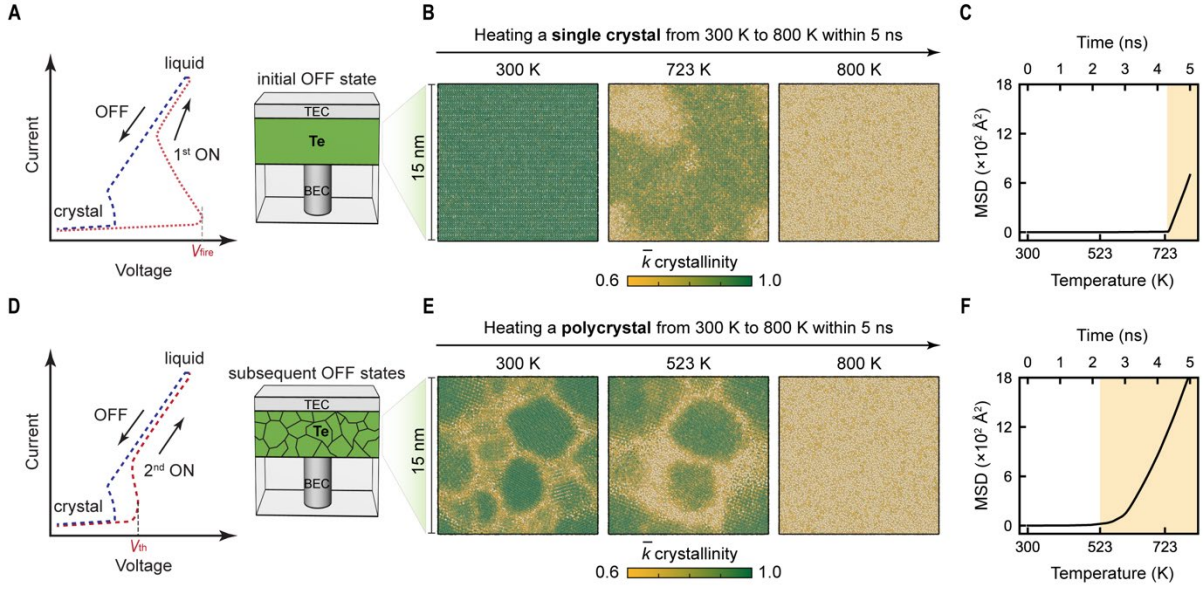 A
Current
liquid
OFF
1st ON
crystal
Vfire
Voltage
initial OFF state
TEC
Te
BEC
B
Heating a single crystal from 300 K to 800 K within 5 ns
300 K 723 K 800 K
15 nm
k̅ crystallinity
0.6 1.0
C
Time (ns)
0 1 2 3 4 5
MSD (×10² Å²)
18
12
6
0
300 523 723
Temperature (K)
D
Current
liquid
OFF
2nd ON
crystal
Vth
Voltage
subsequent OFF states
TEC
Te
BEC
E
Heating a polycrystal from 300 K to 800 K within 5 ns
300 K 523 K 800 K
15 nm
k̅ crystallinity
0.6 1.0
F
Time (ns)
0 1 2 3 4 5
MSD (×10² Å²)
18
12
6
0
300 523 723
Temperature (K)